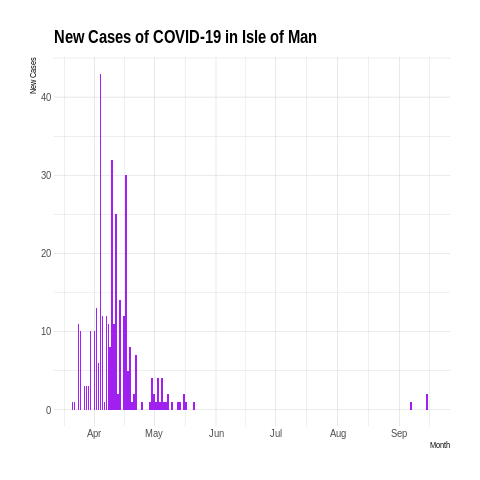 New Cases of COVID-19 in Isle of Man
New Cases
40
30
20
10
0
Apr May Jun Jul Aug Sep
Month